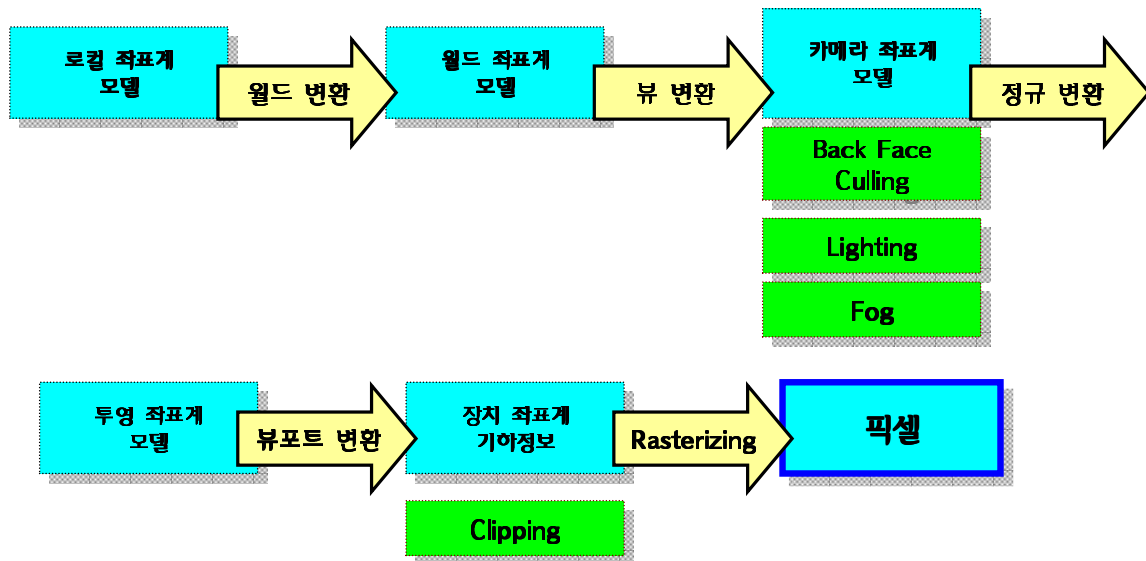 로컬 좌표계
모델
월드 변환
월드 좌표계
모델
뷰 변환
카메라 좌표계
모델
정규 변환
Back Face
Culling
Lighting
Fog
투영 좌표계
모델
뷰포트 변환
장치 좌표계
기하정보
Rasterizing
픽셀
Clipping